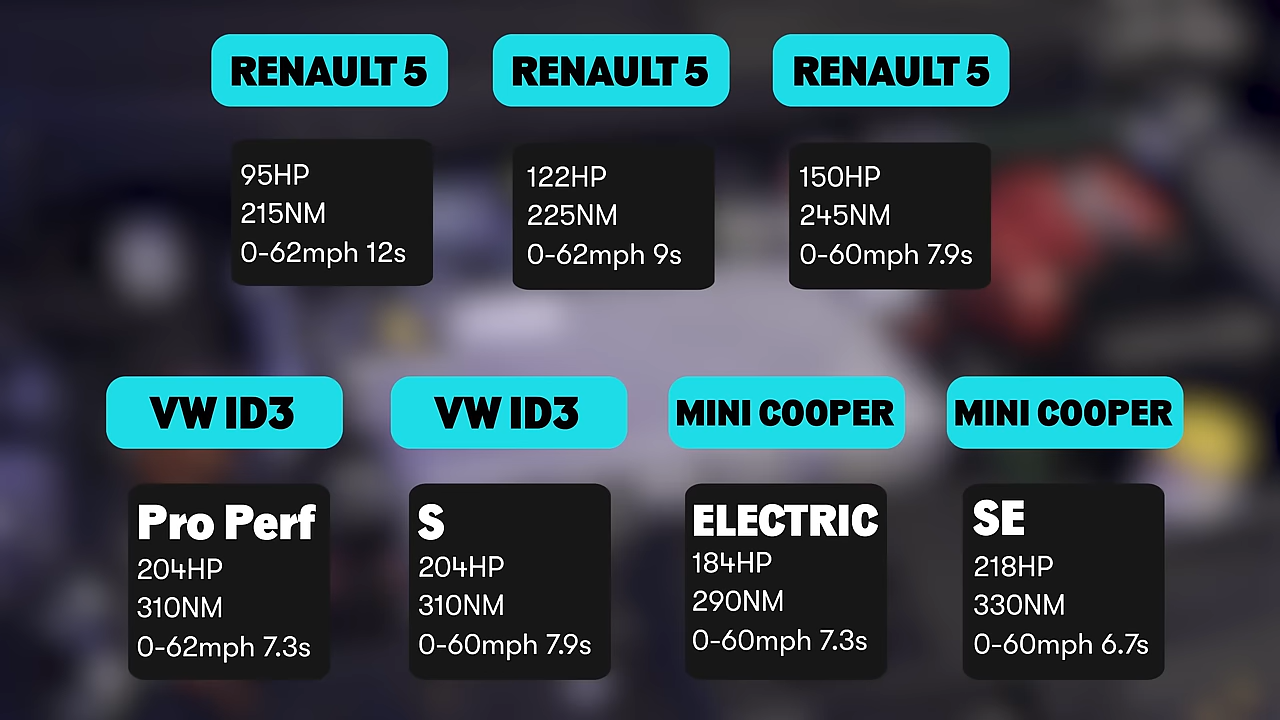 RENAULT 5
RENAULT 5
RENAULT 5
95HP
215NM
0-62mph 12s
122HP
225NM
0-62mph 9s
150HP
245NM
0-60mph 7.9s
VW ID3
VW ID3
MINI COOPER
MINI COOPER
Pro Perf
204HP
310NM
0-62mph 7.3s
S
204HP
310NM
0-60mph 7.9s
ELECTRIC
184HP
290NM
0-60mph 7.3s
SE
218HP
330NM
0-60mph 6.7s